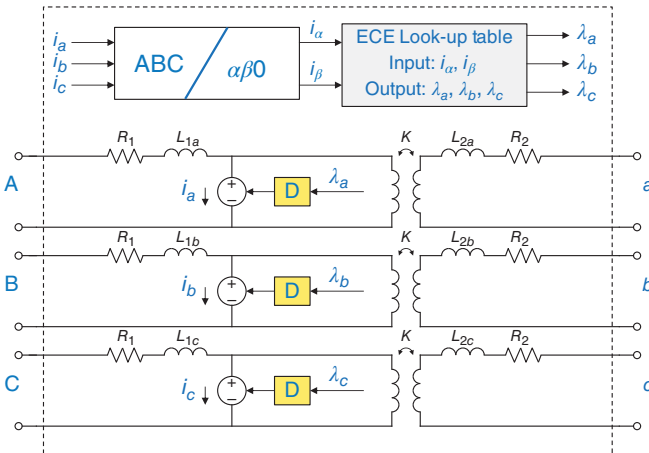 i_a
i_b
i_c
ABC
αβ0
i_α
i_β
ECE Look-up table
Input: i_α, i_β
Output: λ_a, λ_b, λ_c
λ_a
λ_b
λ_c
R_1 L_1a K L_2a R_2
A i_a + − D λ_a a
R_1 L_1b K L_2b R_2
B i_b + − D λ_b b
R_1 L_1c K L_2c R_2
C i_c + − D λ_c